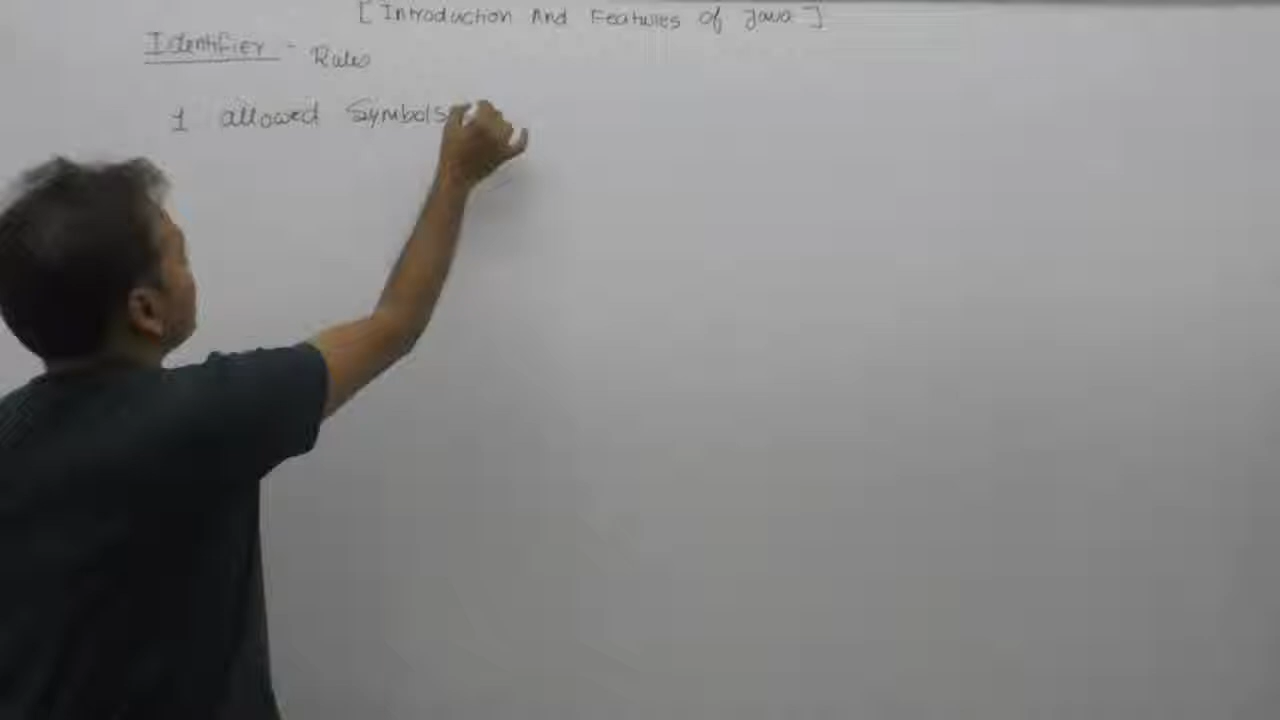 [ Introduction And Features of Java ]
Identifier - Rules
1 allowed Symbols